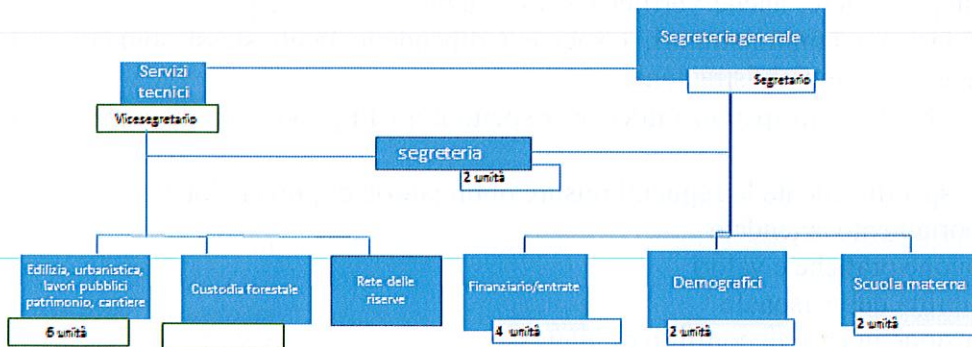 Segreteria generale
Segretario
Servizi
tecnici
Vicesegretario
segreteria
2 unità
Edilizia, urbanistica,
lavori pubblici
patrimonio, cantiere
6 unità
Custodia forestale
Rete delle
riserve
Finanziario/entrate
4 unità
Demografici
2 unità
Scuola materna
2 unità